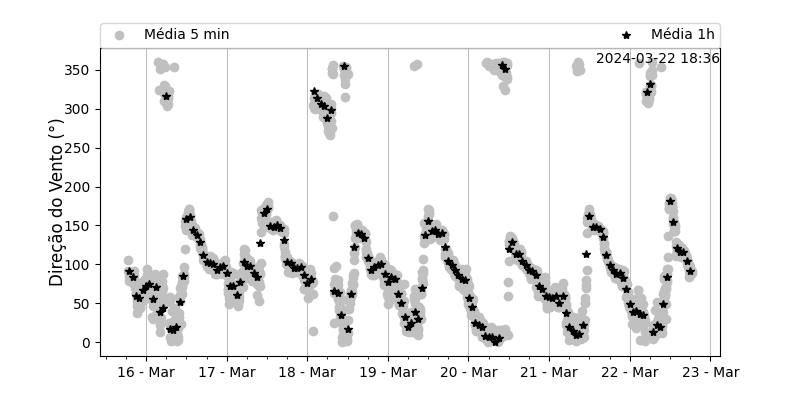 Média 5 min
Média 1h
2024-03-22 18:36
Direção do Vento (°)
350
300
250
200
150
100
50
0
16 - Mar
17 - Mar
18 - Mar
19 - Mar
20 - Mar
21 - Mar
22 - Mar
23 - Mar